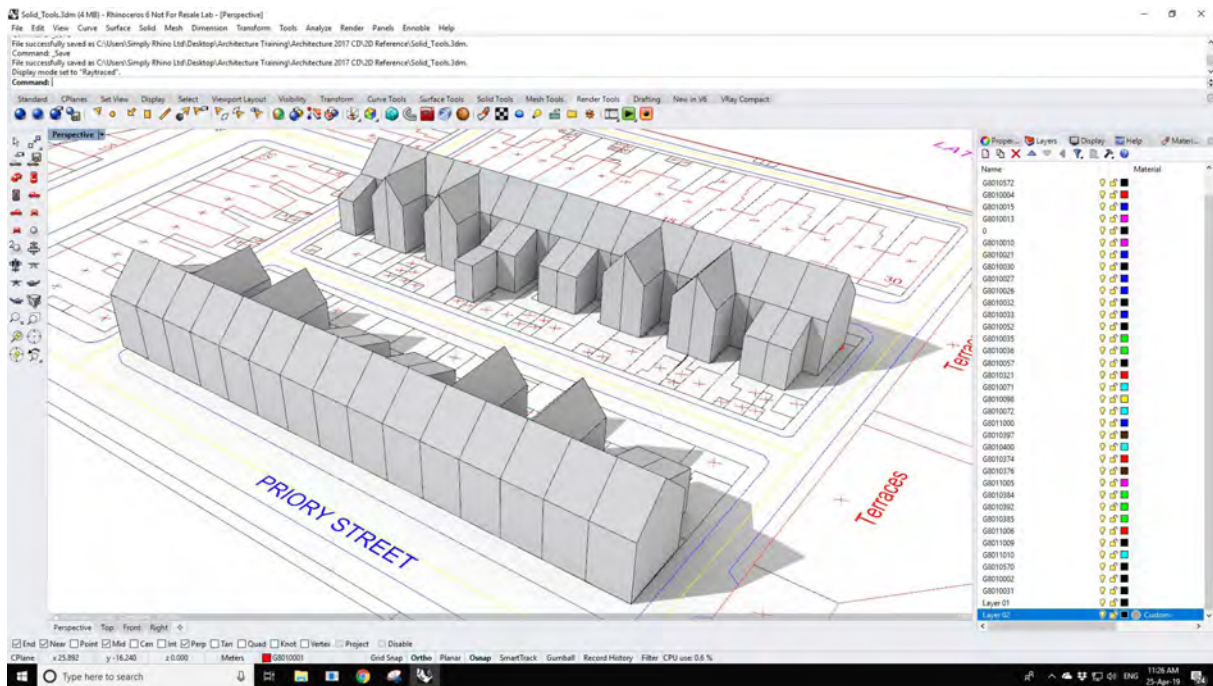 Solid_Tools.3dm (4 MB) - Rhinoceros 6 Not For Resale Lab - [Perspective]
File Edit View Curve Surface Solid Mesh Dimension Transform Tools Analyze Render Panels Ennoble Help
File successfully saved as C:\Users\Simply Rhino Ltd\Desktop\Architecture Training\Architecture 2017 CD\2D Reference\Solid_Tools.3dm.
Command: _Save
File successfully saved as C:\Users\Simply Rhino Ltd\Desktop\Architecture Training\Architecture 2017 CD\2D Reference\Solid_Tools.3dm.
Display mode set to "Raytraced".
Command:
Standard CPlanes Set View Display Select Viewport Layout Visibility Transform Curve Tools Surface Tools Solid Tools Mesh Tools Render Tools Drafting New in V6 VRay Compact
Perspective
Proper... Layers Display Help Materi...
Name Material
G8010572
G8010004
G8010015
G8010013
0
G8010010
G8010021
G8010030
G8010027
G8010026
G8010032
G8010033
G8010052
G8010035
G8010036
G8010057
G8010321
G8010071
G8010098
G8010072
G8011000
G8010397
G8010400
G8010374
G8010376
G8011005
G8010384
G8010392
G8010385
G8011006
G8011009
G8011010
G8010570
G8010002
G8010031
Layer 01
Layer 02 Custom
30
Terraces
PRIORY STREET
Perspective Top Front Right
End Near Point Mid Cen Int Perp Tan Quad Knot Vertex Project Disable
CPlane x 25.892 y -16.240 z 0.000 Meters G8010001 Grid Snap Ortho Planar Osnap SmartTrack Gumball Record History Filter CPU use: 0.6 %
Type here to search
ENG
11:26 AM
25-Apr-19